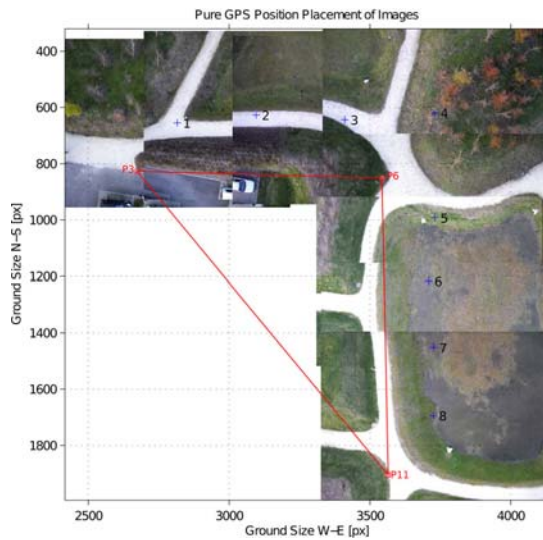 Pure GPS Position Placement of Images
400
600
800
1000
1200
1400
1600
1800
Ground Size N-S [px]
1
2
3
4
P3
P6
5
6
7
8
P11
2500 3000 3500 4000
Ground Size W-E [px]